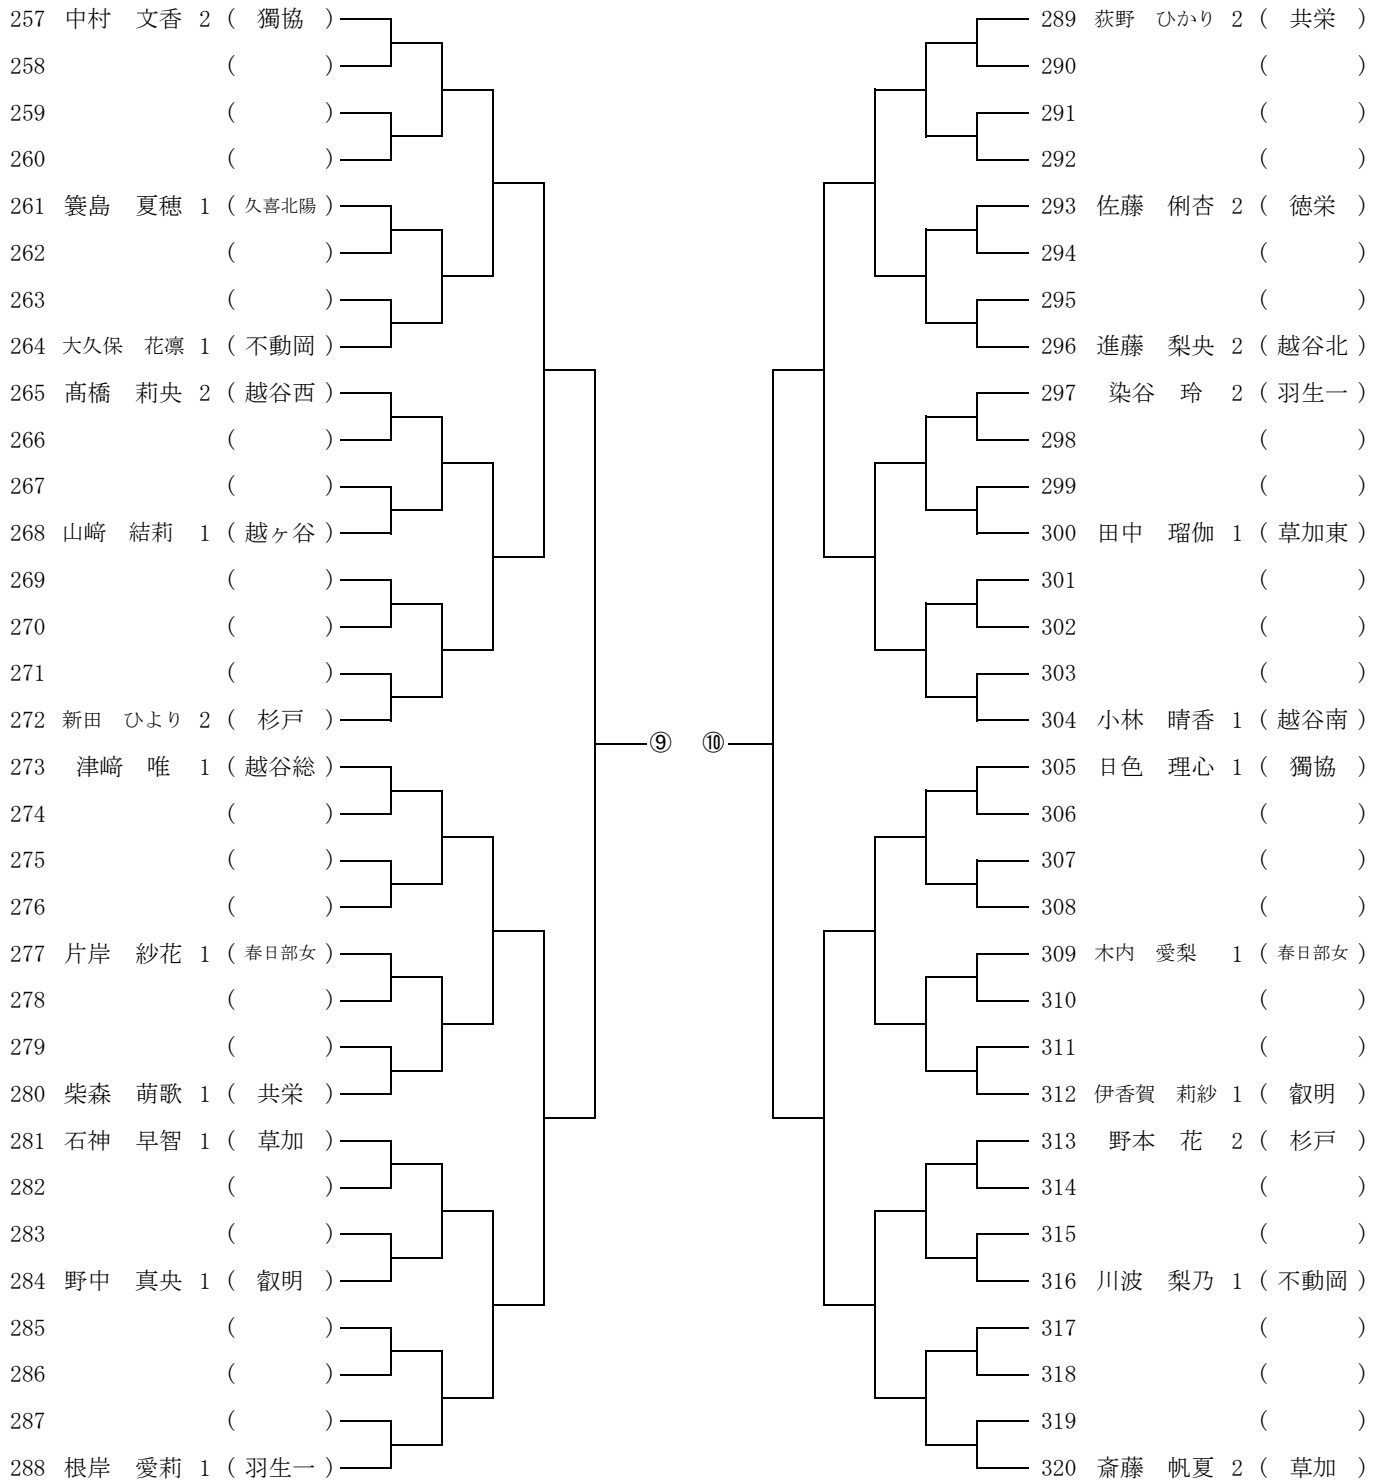 257 中村 文香 2 ( 獨協 )
258 ( )
259 ( )
260 ( )
261 簑島 夏穂 1 ( 久喜北陽 )
262 ( )
263 ( )
264 大久保 花凛 1 ( 不動岡 )
265 髙橋 莉央 2 ( 越谷西 )
266 ( )
267 ( )
268 山﨑 結莉 1 ( 越ヶ谷 )
269 ( )
270 ( )
271 ( )
272 新田 ひより 2 ( 杉戸 )
273 津﨑 唯 1 ( 越谷総 )
274 ( )
275 ( )
276 ( )
277 片岸 紗花 1 ( 春日部女 )
278 ( )
279 ( )
280 柴森 萌歌 1 ( 共栄 )
281 石神 早智 1 ( 草加 )
282 ( )
283 ( )
284 野中 真央 1 ( 叡明 )
285 ( )
286 ( )
287 ( )
288 根岸 愛莉 1 ( 羽生一 )
⑨ ⑩
289 荻野 ひかり 2 ( 共栄 )
290 ( )
291 ( )
292 ( )
293 佐藤 俐杏 2 ( 徳栄 )
294 ( )
295 ( )
296 進藤 梨央 2 ( 越谷北 )
297 染谷 玲 2 ( 羽生一 )
298 ( )
299 ( )
300 田中 瑠伽 1 ( 草加東 )
301 ( )
302 ( )
303 ( )
304 小林 晴香 1 ( 越谷南 )
305 日色 理心 1 ( 獨協 )
306 ( )
307 ( )
308 ( )
309 木内 愛梨 1 ( 春日部女 )
310 ( )
311 ( )
312 伊香賀 莉紗 1 ( 叡明 )
313 野本 花 2 ( 杉戸 )
314 ( )
315 ( )
316 川波 梨乃 1 ( 不動岡 )
317 ( )
318 ( )
319 ( )
320 斎藤 帆夏 2 ( 草加 )